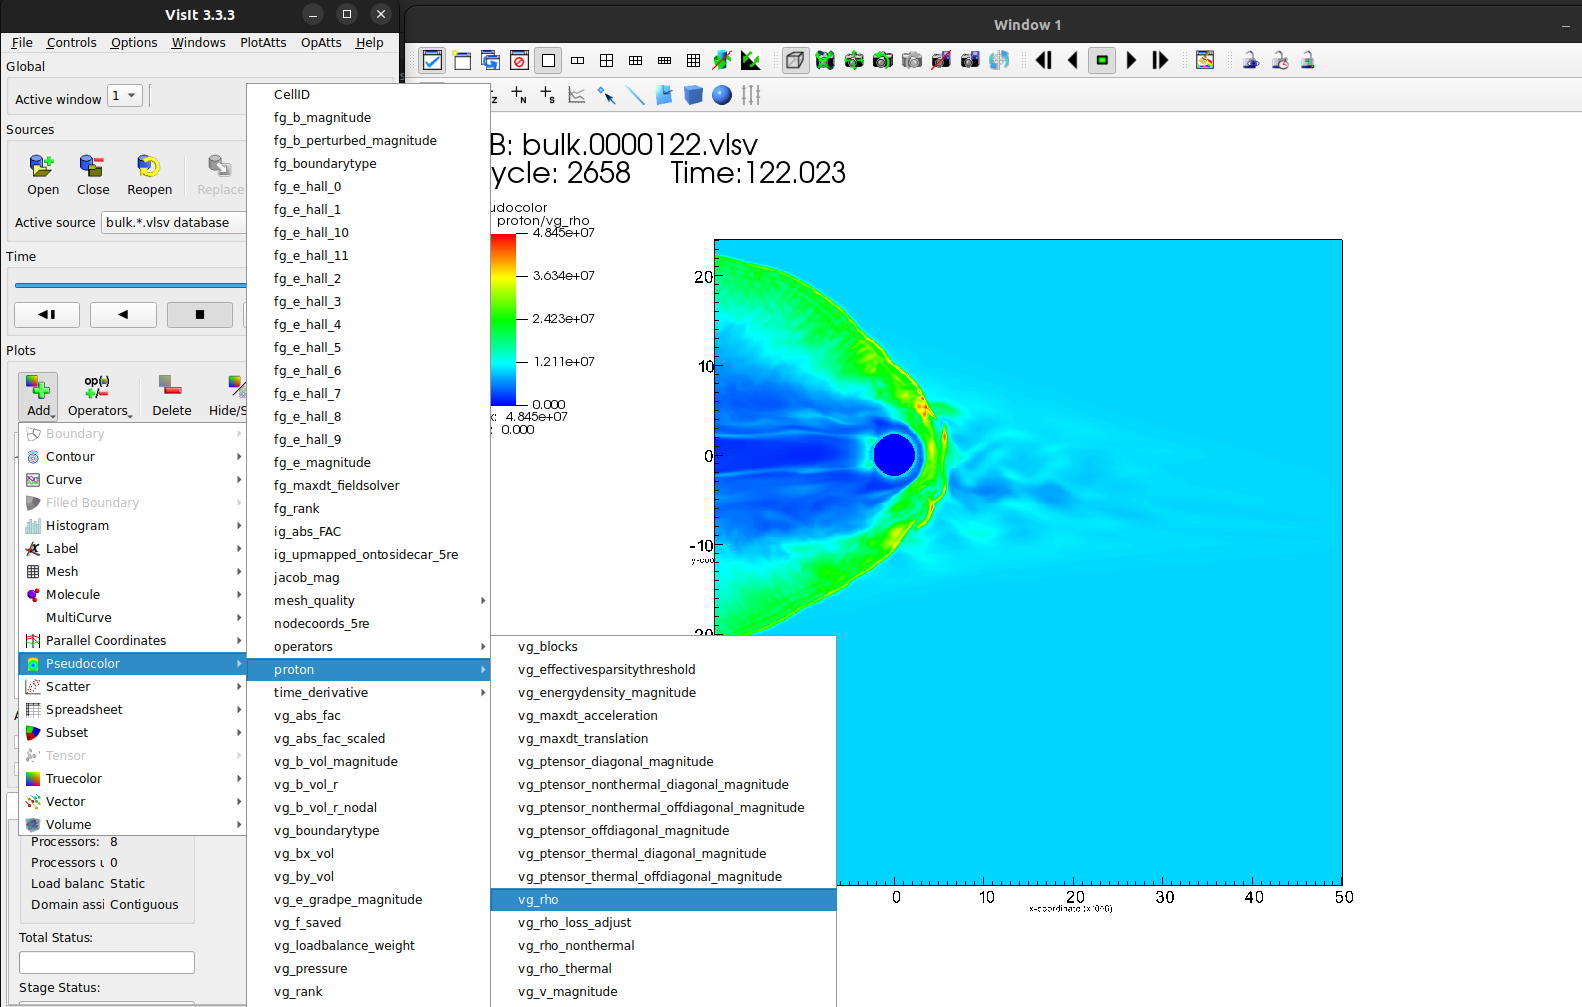 VisIt 3.3.3
Window 1
File Controls Options Windows PlotAtts OpAtts Help
Global
Active window 1
Sources
Open Close Reopen Replace
Active source bulk.*.vlsv database
Time
Plots
Add Operators Delete Hide/S
Boundary
Contour
Curve
Filled Boundary
Histogram
Label
Mesh
Molecule
MultiCurve
Parallel Coordinates
Pseudocolor
Scatter
Spreadsheet
Subset
Tensor
Truecolor
Vector
Volume
Processors: 8
Processors u 0
Load balanc Static
Domain assi Contiguous
Total Status:
Stage Status:
CellID
fg_b_magnitude
fg_b_perturbed_magnitude
fg_boundarytype
fg_e_hall_0
fg_e_hall_1
fg_e_hall_10
fg_e_hall_11
fg_e_hall_2
fg_e_hall_3
fg_e_hall_4
fg_e_hall_5
fg_e_hall_6
fg_e_hall_7
fg_e_hall_8
fg_e_hall_9
fg_e_magnitude
fg_maxdt_fieldsolver
fg_rank
ig_abs_FAC
ig_upmapped_ontosidecar_5re
jacob_mag
mesh_quality
nodecoords_5re
operators
proton
time_derivative
vg_abs_fac
vg_abs_fac_scaled
vg_b_vol_magnitude
vg_b_vol_r
vg_b_vol_r_nodal
vg_boundarytype
vg_bx_vol
vg_by_vol
vg_e_gradpe_magnitude
vg_f_saved
vg_loadbalance_weight
vg_pressure
vg_rank
vg_blocks
vg_effectivesparsitythreshold
vg_energydensity_magnitude
vg_maxdt_acceleration
vg_maxdt_translation
vg_ptensor_diagonal_magnitude
vg_ptensor_nonthermal_diagonal_magnitude
vg_ptensor_nonthermal_offdiagonal_magnitude
vg_ptensor_offdiagonal_magnitude
vg_ptensor_thermal_diagonal_magnitude
vg_ptensor_thermal_offdiagonal_magnitude
vg_rho
vg_rho_loss_adjust
vg_rho_nonthermal
vg_rho_thermal
vg_v_magnitude
B: bulk.0000122.vlsv
ycle: 2658 Time:122.023
udocolor
proton/vg_rho
4.845e+07
3.634e+07
2.423e+07
1.211e+07
0.000
x: 4.845e+07
: 0.000
20
10
0
-10
y-coo
20
0 10 20 30 40 50
x-coordinate (x10^6)